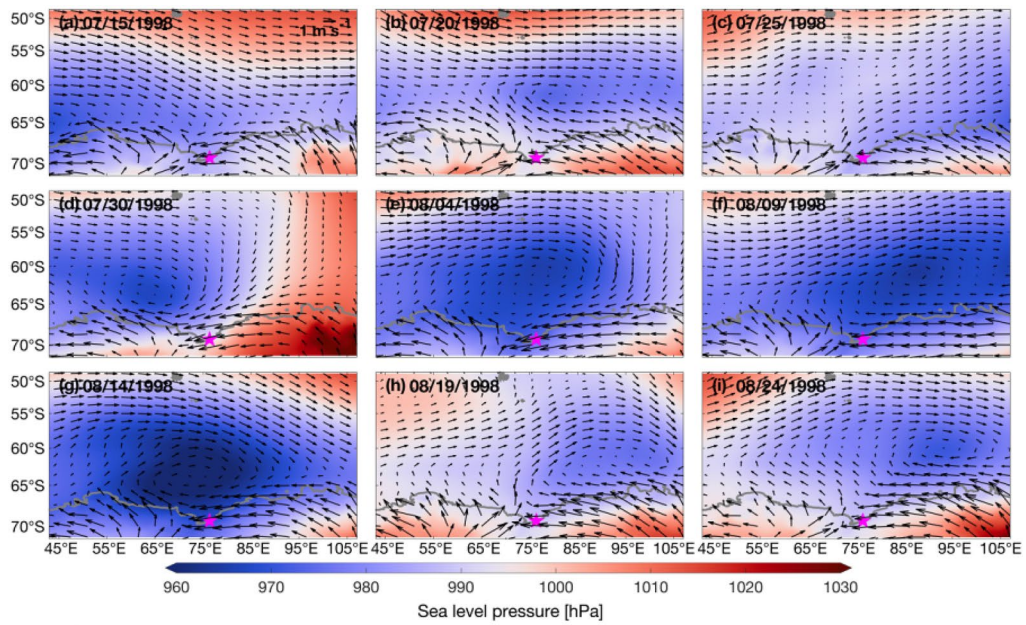 (a) 07/15/1998 (b) 07/20/1998 (c) 07/25/1998
1 m s
50°S
55°S
60°S
65°S
70°S
(d) 07/30/1998 (e) 08/04/1998 (f) 08/09/1998
50°S
55°S
60°S
65°S
70°S
(g) 08/14/1998 (h) 08/19/1998 (i) 08/24/1998
50°S
55°S
60°S
65°S
70°S
45°E 55°E 65°E 75°E 85°E 95°E 105°E 45°E 55°E 65°E 75°E 85°E 95°E 105°E 45°E 55°E 65°E 75°E 85°E 95°E 105°E
960 970 980 990 1000 1010 1020 1030
Sea level pressure [hPa]